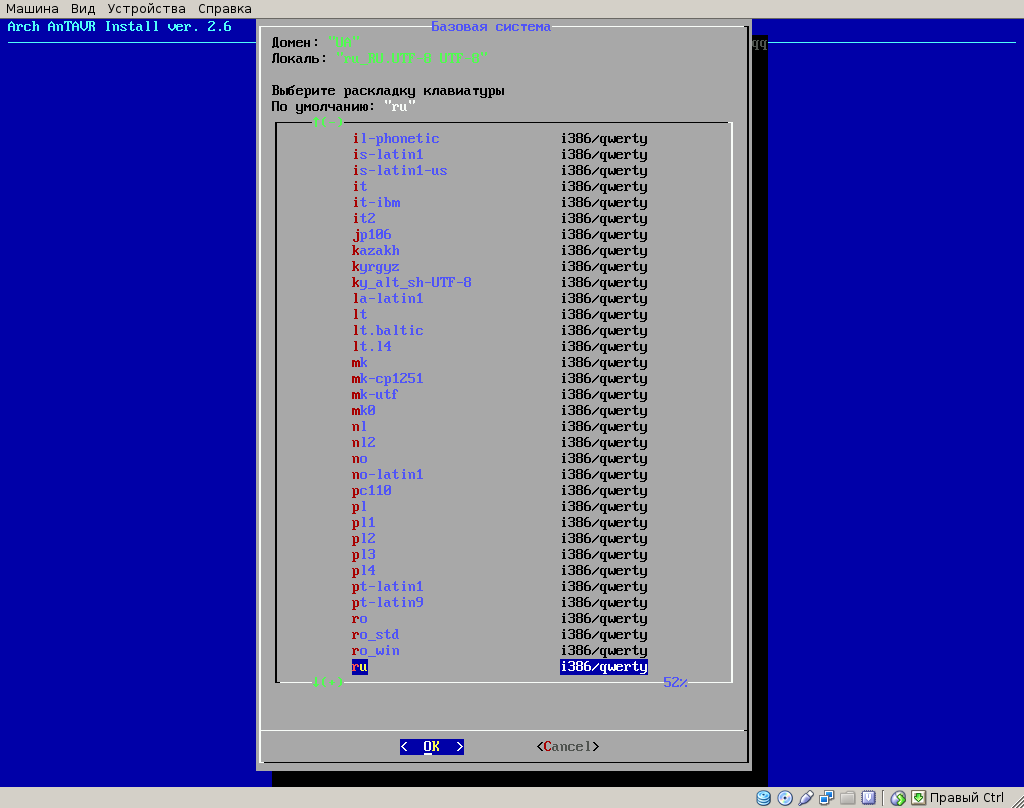 Машина Вид Устройства Справка
Arch AnTAVR Install ver. 2.6
Базовая система
Домен: "VM"
Локаль: "ru_RU.UTF-8 UTF-8"
qq
Выберите раскладку клавиатуры
По умолчанию: "ru"
↑(-)
il-phonetic i386/qwerty
is-latin1 i386/qwerty
is-latin1-us i386/qwerty
it i386/qwerty
it-ibm i386/qwerty
it2 i386/qwerty
jp106 i386/qwerty
kazakh i386/qwerty
kyrgyz i386/qwerty
ky_alt_sh-UTF-8 i386/qwerty
la-latin1 i386/qwerty
lt i386/qwerty
lt.baltic i386/qwerty
lt.l4 i386/qwerty
mk i386/qwerty
mk-cp1251 i386/qwerty
mk-utf i386/qwerty
mk0 i386/qwerty
nl i386/qwerty
nl2 i386/qwerty
no i386/qwerty
no-latin1 i386/qwerty
pc110 i386/qwerty
pl i386/qwerty
pl1 i386/qwerty
pl2 i386/qwerty
pl3 i386/qwerty
pl4 i386/qwerty
pt-latin1 i386/qwerty
pt-latin9 i386/qwerty
ro i386/qwerty
ro_std i386/qwerty
ro_win i386/qwerty
ru i386/qwerty
↓(+) 52%
< OK > <Cancel>
Правый Ctrl